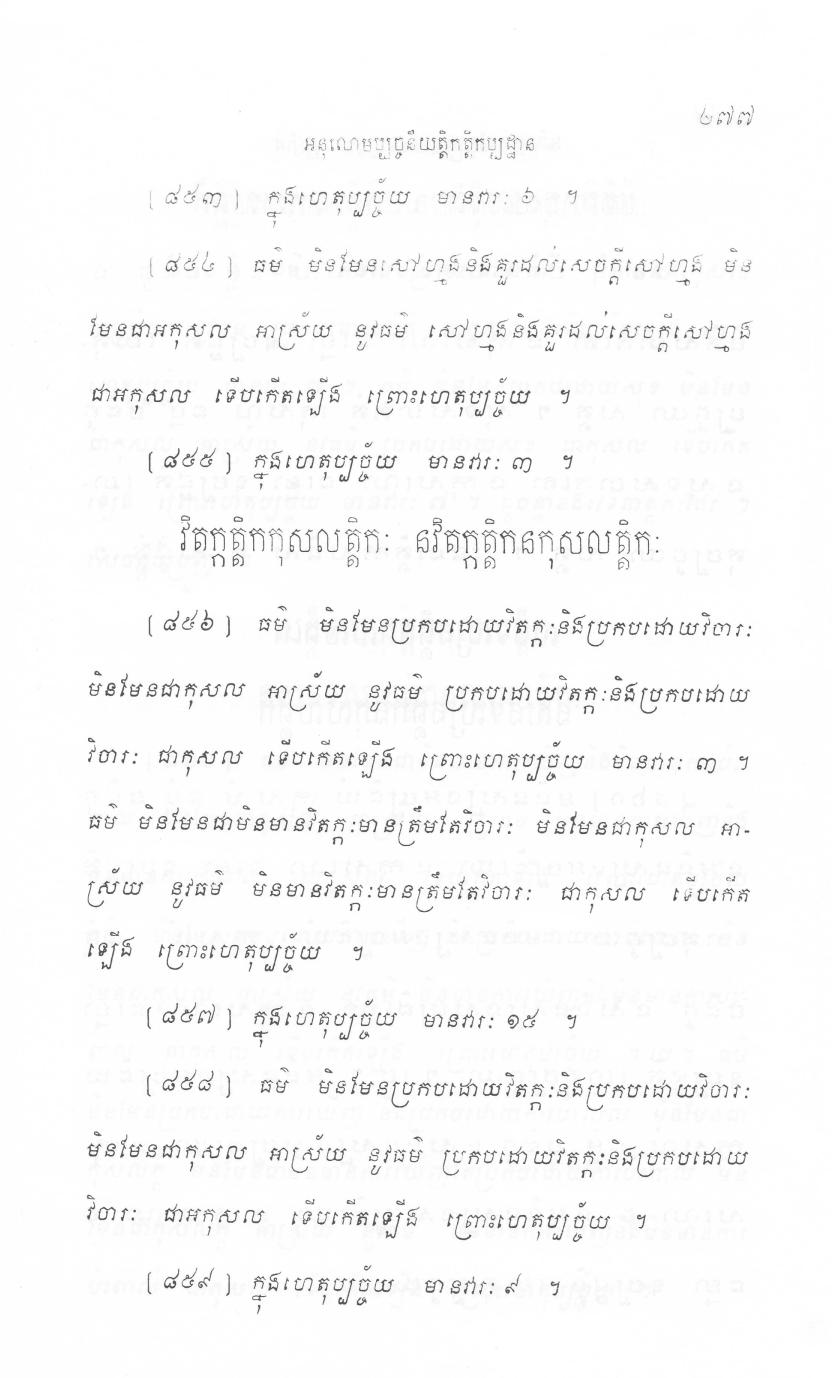 ២៧៧
អនុលោមប្បច្ចនីយត្តិកត្តិកប្បដ្ឋាន
[៨៥៣] ក្នុងហេតុប្បច្ច័យ មានវារៈ ៦ ។
[៨៥៤] ធម៌ មិនមែនសៅហ្មងនិងគួរដល់សេចក្តីសៅហ្មង មិន
មែនជាអកុសល អាស្រ័យ នូវធម៌ សៅហ្មងនិងគួរដល់សេចក្តីសៅហ្មង
ជាអកុសល ទើបកើតឡើង ព្រោះហេតុប្បច្ច័យ ។
[៨៥៥] ក្នុងហេតុប្បច្ច័យ មានវារៈ ៣ ។
វិតក្កត្តិកកុសលត្តិកៈ នវិតក្កត្តិកនកុសលត្តិកៈ
[៨៥៦] ធម៌ មិនមែនប្រកបដោយវិតក្កៈនិងប្រកបដោយវិចារៈ
មិនមែនជាកុសល អាស្រ័យ នូវធម៌ ប្រកបដោយវិតក្កៈនិងប្រកបដោយ
វិចារៈ ជាកុសល ទើបកើតឡើង ព្រោះហេតុប្បច្ច័យ មានវារៈ ៣ ។
ធម៌ មិនមែនជាមិនមានវិតក្កៈមានត្រឹមតែវិចារៈ មិនមែនជាកុសល អា-
ស្រ័យ នូវធម៌ មិនមានវិតក្កៈមានត្រឹមតែវិចារៈ ជាកុសល ទើបកើត
ឡើង ព្រោះហេតុប្បច្ច័យ ។
[៨៥៧] ក្នុងហេតុប្បច្ច័យ មានវារៈ ១៥ ។
[៨៥៨] ធម៌ មិនមែនប្រកបដោយវិតក្កៈនិងប្រកបដោយវិចារៈ
មិនមែនជាកុសល អាស្រ័យ នូវធម៌ ប្រកបដោយវិតក្កៈនិងប្រកបដោយ
វិចារៈ ជាអកុសល ទើបកើតឡើង ព្រោះហេតុប្បច្ច័យ ។
[៨៥៩] ក្នុងហេតុប្បច្ច័យ មានវារៈ ៩ ។